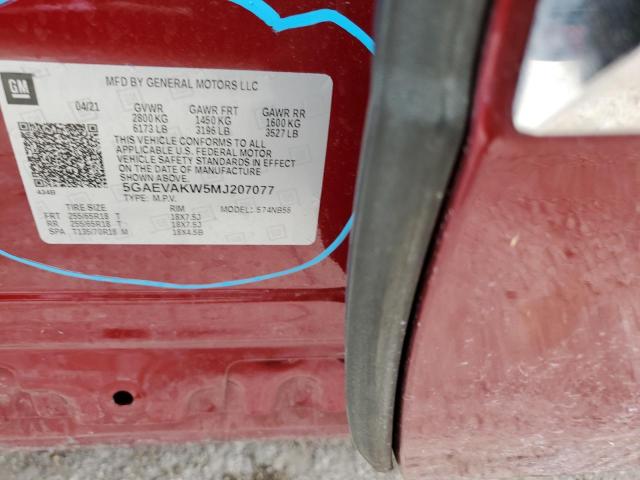 GM
MFD BY GENERAL MOTORS LLC
04/21 GVWR GAWR FRT GAWR RR
2800 KG 1450 KG 1600 KG
6173 LB 3196 LB 3527 LB
THIS VEHICLE CONFORMS TO ALL
APPLICABLE U.S. FEDERAL MOTOR
VEHICLE SAFETY STANDARDS IN EFFECT
ON THE DATE OF MANUFACTURE
SHOWN ABOVE.
5GAEVAKW5MJ207077
434B TYPE: M.P.V.
TIRE SIZE RIM MODEL: S74NB56
FRT 255/65R18 T 18X7.5J
RR 255/65R18 T 18X7.5J
SPA T135/70R18 M 18X4.5B